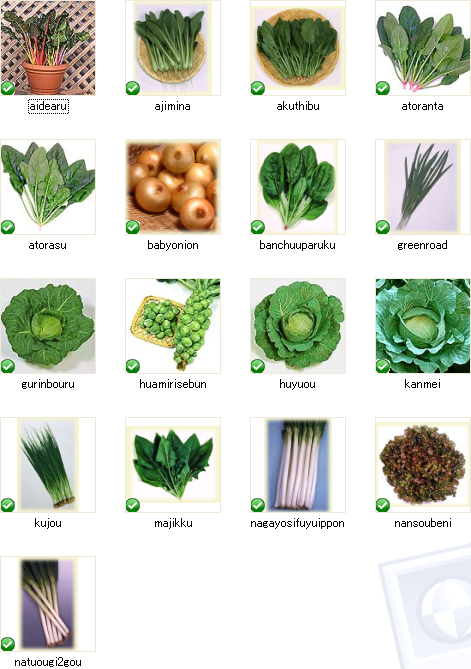 aidearu
ajimina
akuthibu
atoranta
atorasu
babyonion
banchuuparuku
greenroad
gurinbouru
huamirisebun
huyuou
kanmei
kujou
majikku
nagayosifuyuippon
nansoubeni
natuougi2gou